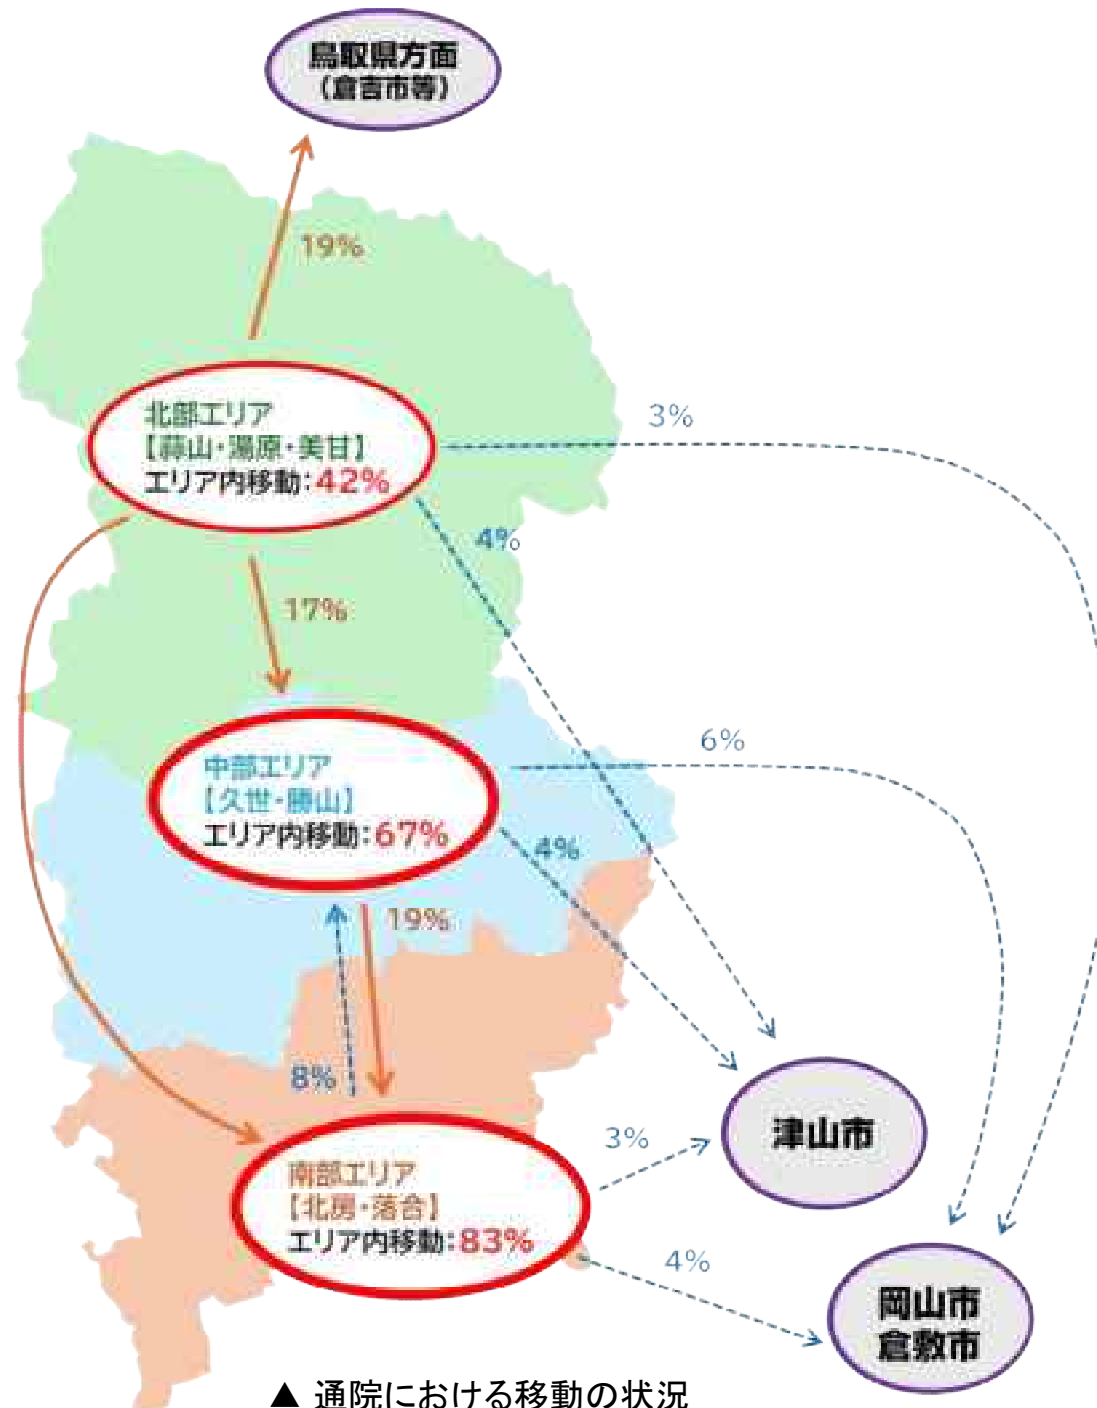 鳥取県方面
（倉吉市等）
19%
北部エリア
【蒜山・湯原・美甘】
エリア内移動：42%
3%
4%
17%
中部エリア
【久世・勝山】
エリア内移動：67%
6%
4%
19%
8%
南部エリア
【北房・落合】
エリア内移動：83%
3%
津山市
4%
岡山市
倉敷市
▲ 通院における移動の状況